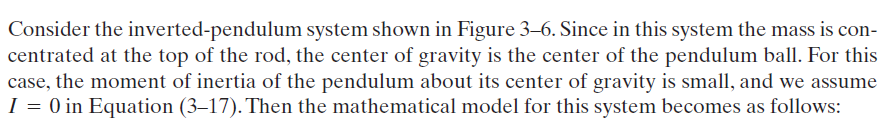 Consider the inverted-pendulum system shown in Figure 3–6. Since in this system the mass is con-
centrated at the top of the rod, the center of gravity is the center of the pendulum ball. For this
case, the moment of inertia of the pendulum about its center of gravity is small, and we assume
I = 0 in Equation (3–17). Then the mathematical model for this system becomes as follows: